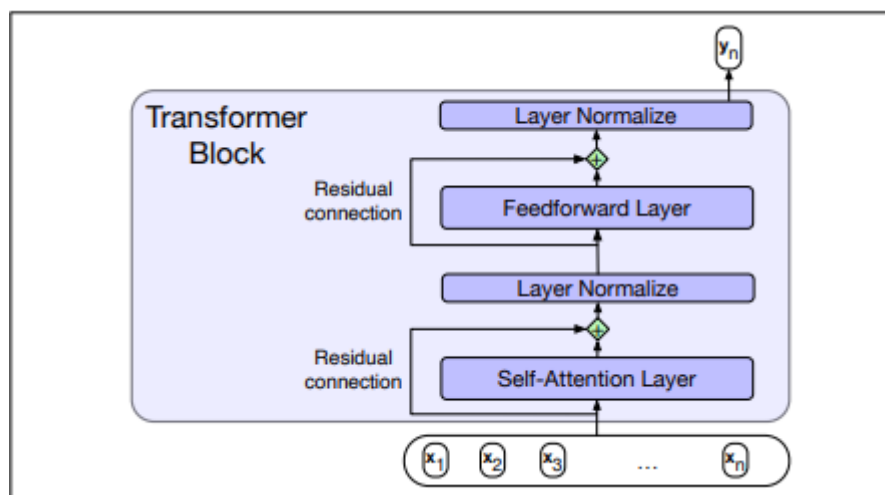 yn
Transformer
Block
Layer Normalize
+
Residual
connection
Feedforward Layer
Layer Normalize
+
Residual
connection
Self-Attention Layer
x1 x2 x3 ... xn